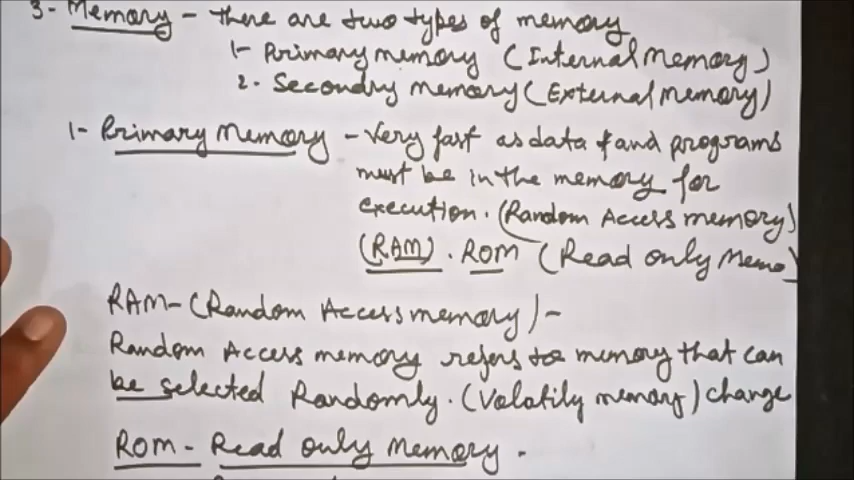 3- Memory - there are two types of memory
1- Primary memory (Internal Memory)
2- Secondry memory (External Memory)
1- Primary Memory - Very fast as data & and programs
must be in the memory for
execution. (Random Access memory)
(RAM). ROM (Read only Memo
RAM- (Random Access memory) -
Random Access memory refers to memory that can
be selected Randomly. (Volatily memory) change
ROM - Read only Memory -